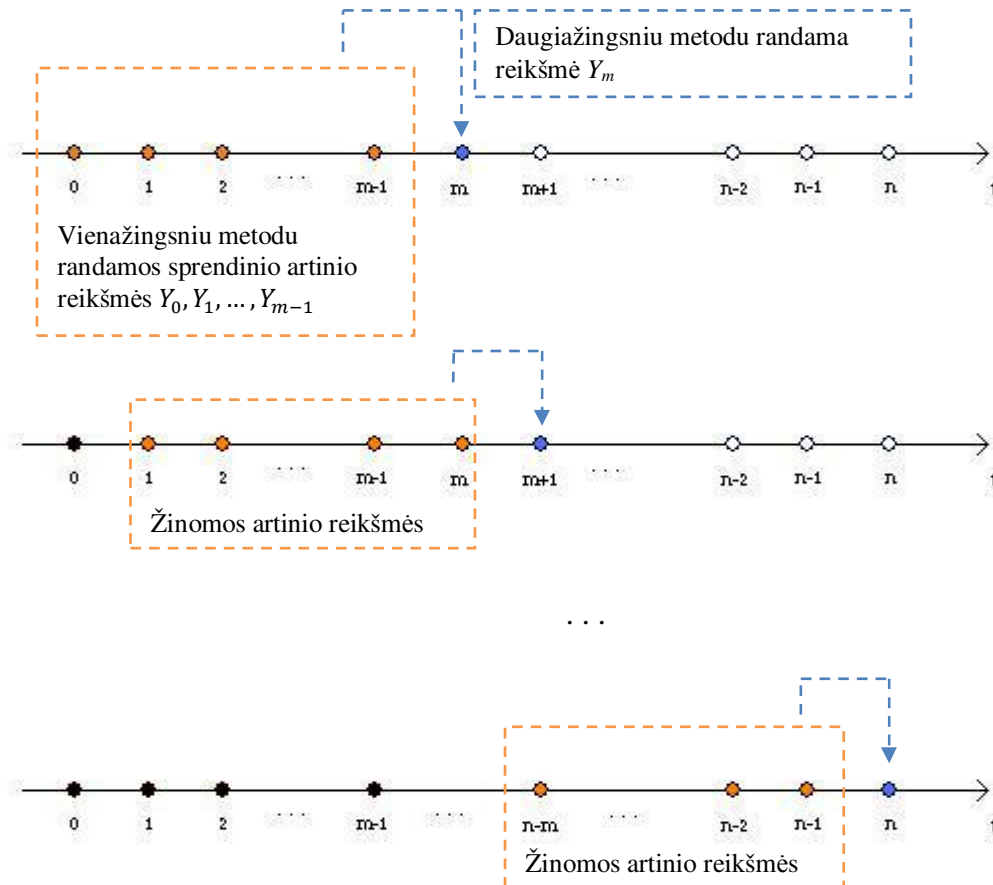 Daugiažingsniu metodu randama
reikšmė Y_m
0 1 2 . . . m-1 m m+1 . . . n-2 n-1 n t
Vienažingsniu metodu
randamos sprendinio artinio
reikšmės Y_0, Y_1, … , Y_{m−1}
0 1 2 . . . m-1 m m+1 . . . n-2 n-1 n
Žinomos artinio reikšmės
. . .
0 1 2 . . . m-1 . . . n-m . . . n-2 n-1 n
Žinomos artinio reikšmės